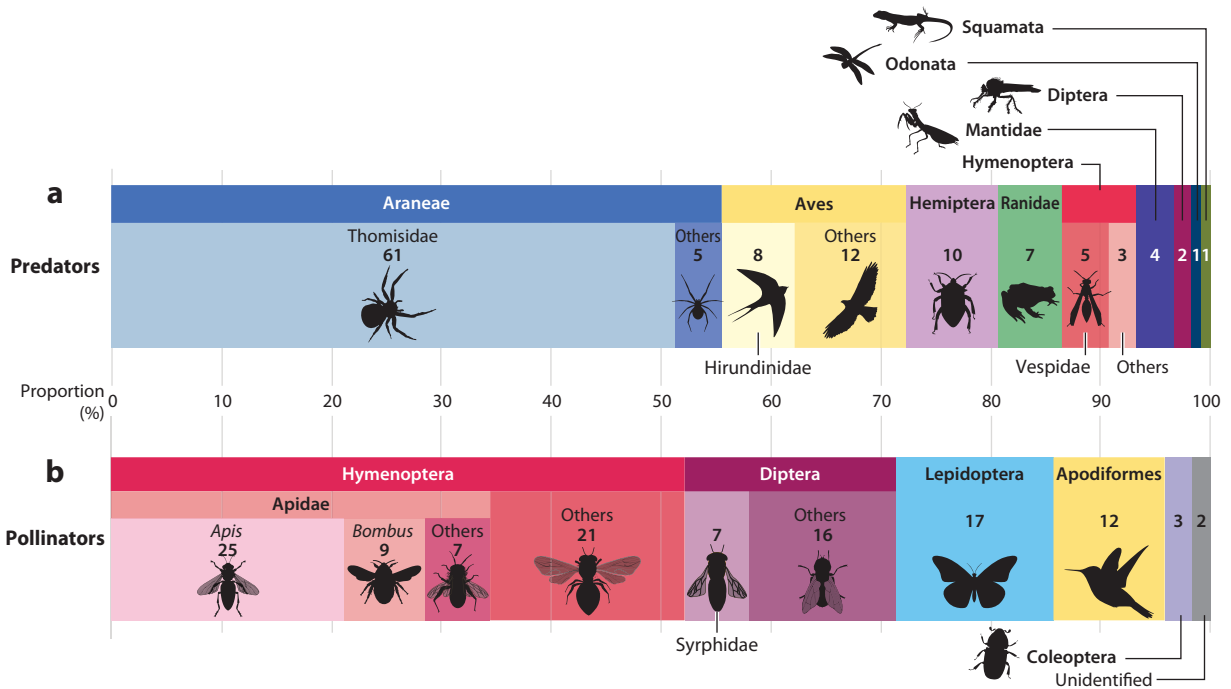 Squamata
Odonata
Diptera
Mantidae
Hymenoptera
a
Araneae
Aves
Hemiptera
Ranidae
Predators
Thomisidae
61
Others
5
8
Others
12
10
7
5
3
4
2
1
1
Hirundinidae
Vespidae
Others
Proportion
(%)
0 10 20 30 40 50 60 70 80 90 100
b
Hymenoptera
Diptera
Lepidoptera
Apodiformes
Apidae
Pollinators
Apis
25
Bombus
9
Others
7
Others
21
7
Others
16
17
12
3
2
Syrphidae
Coleoptera
Unidentified